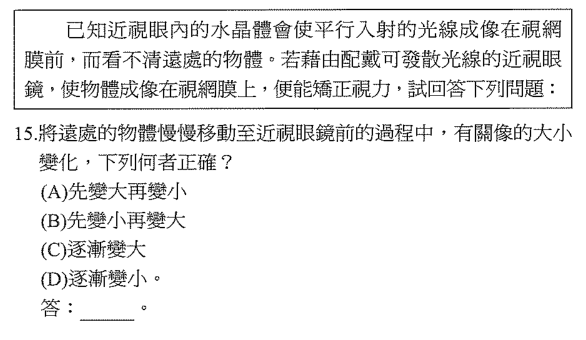 已知近視眼內的水晶體會使平行入射的光線成像在視網
膜前，而看不清遠處的物體。若藉由配戴可發散光線的近視眼
鏡，使物體成像在視網膜上，便能矯正視力，試回答下列問題：
15.將遠處的物體慢慢移動至近視眼鏡前的過程中，有關像的大小
變化，下列何者正確？
(A)先變大再變小
(B)先變小再變大
(C)逐漸變大
(D)逐漸變小。
答：_____。